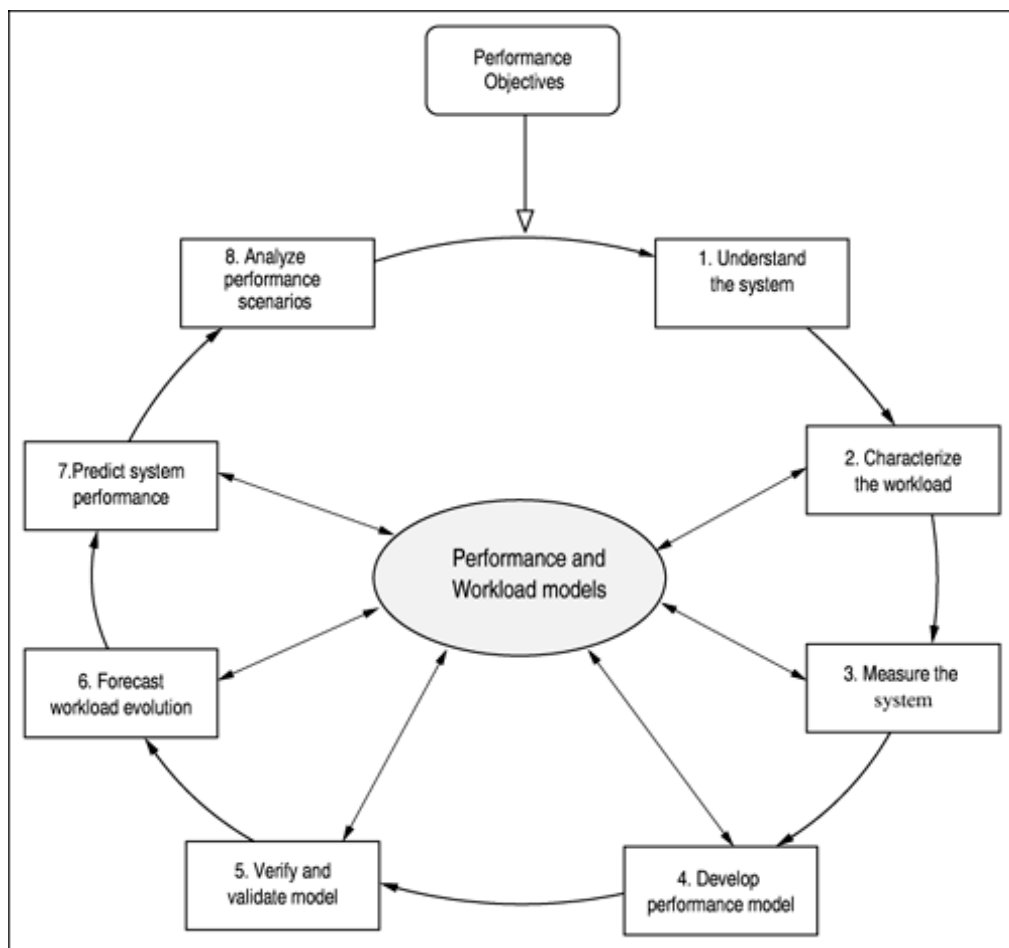 Performance
Objectives
1. Understand
the system
2. Characterize
the workload
3. Measure the
system
4. Develop
performance model
5. Verify and
validate model
6. Forecast
workload evolution
7.Predict system
performance
8. Analyze
performance
scenarios
Performance and
Workload models